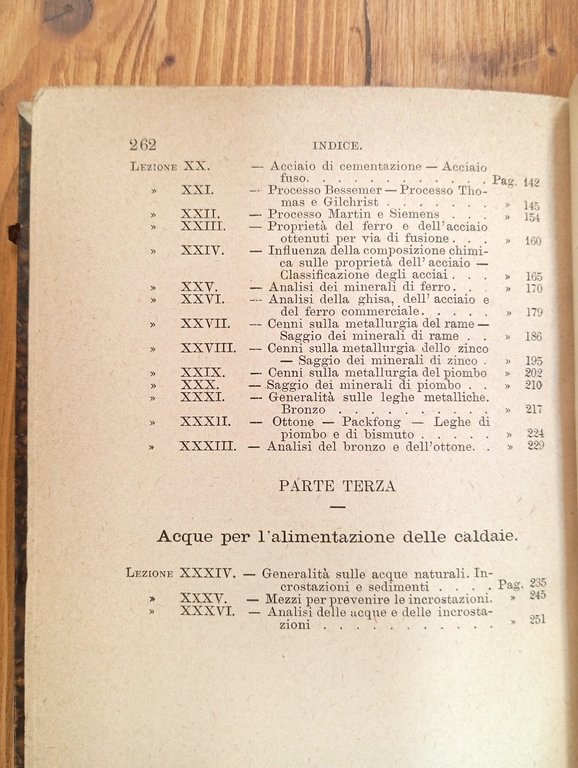 262 INDICE.
LEZIONE XX. — Acciaio di cementazione — Acciaio
fuso. . . . . . . . . . . . Pag. 142
» XXI. — Processo Bessemer — Processo Tho-
mas e Gilchrist . . . . . . » 145
» XXII. — Processo Martin e Siemens . . . » 154
» XXIII. — Proprietà del ferro e dell'acciaio
ottenuti per via di fusione . . . » 160
» XXIV. — Influenza della composizione chimi-
ca sulle proprietà dell'acciaio —
Classificazione degli acciai . . . » 165
» XXV. — Analisi dei minerali di ferro. . . » 170
» XXVI. — Analisi della ghisa, dell'acciaio e
del ferro commerciale. . . . . » 179
» XXVII. — Cenni sulla metallurgia del rame —
Saggio dei minerali di rame . . » 186
» XXVIII. — Cenni sulla metallurgia dello zinco
— Saggio dei minerali di zinco . » 195
» XXIX. — Cenni sulla metallurgia del piombo » 202
» XXX. — Saggio dei minerali di piombo . . » 210
» XXXI. — Generalità sulle leghe metalliche.
Bronzo . . . . . . . . . . » 217
» XXXII. — Ottone — Packfong — Leghe di
piombo e di bismuto . . . . . » 224
» XXXIII. — Analisi del bronzo e dell'ottone. . » 229
PARTE TERZA
Acque per l'alimentazione delle caldaie.
LEZIONE XXXIV. — Generalità sulle acque naturali. In-
crostazioni e sedimenti . . . . Pag. 235
» XXXV. — Mezzi per prevenire le incrostazioni. » 245
» XXXVI. — Analisi delle acque e delle incrosta-
zioni . . . . . . . . . . . » 251